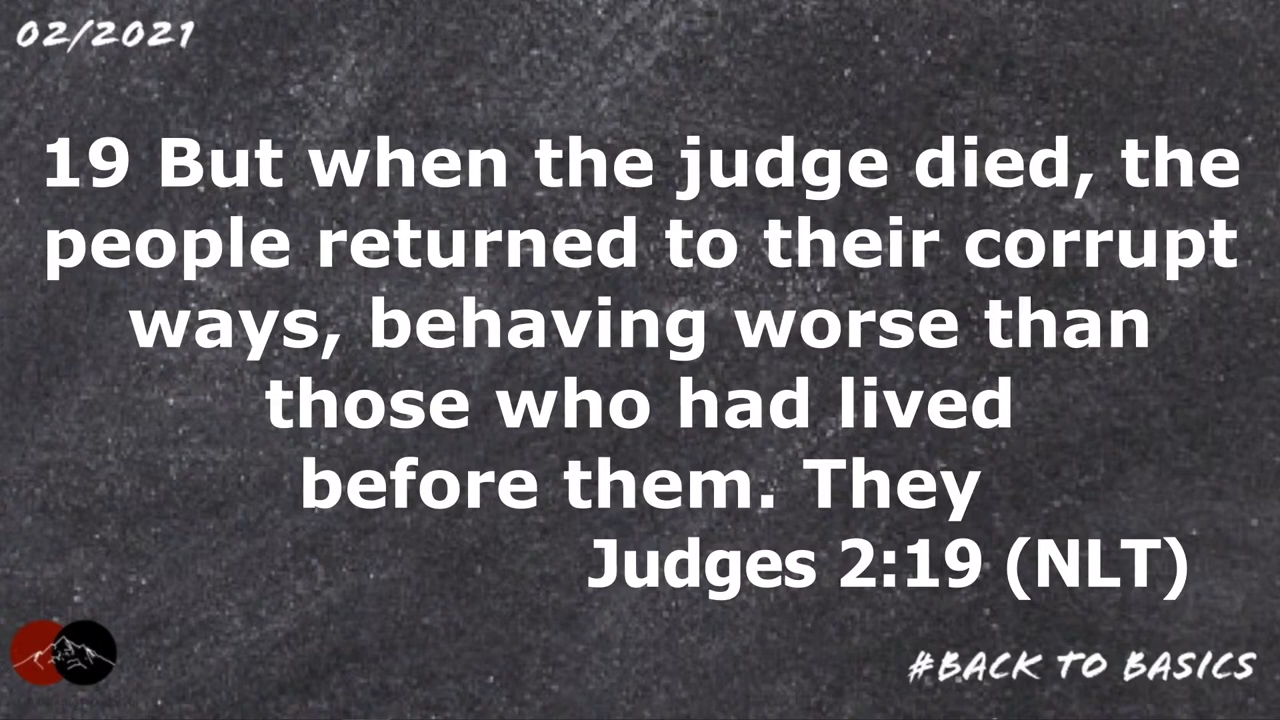 02/2021
19 But when the judge died, the
people returned to their corrupt
ways, behaving worse than
those who had lived
before them. They
Judges 2:19 (NLT)
#BACK TO BASICS